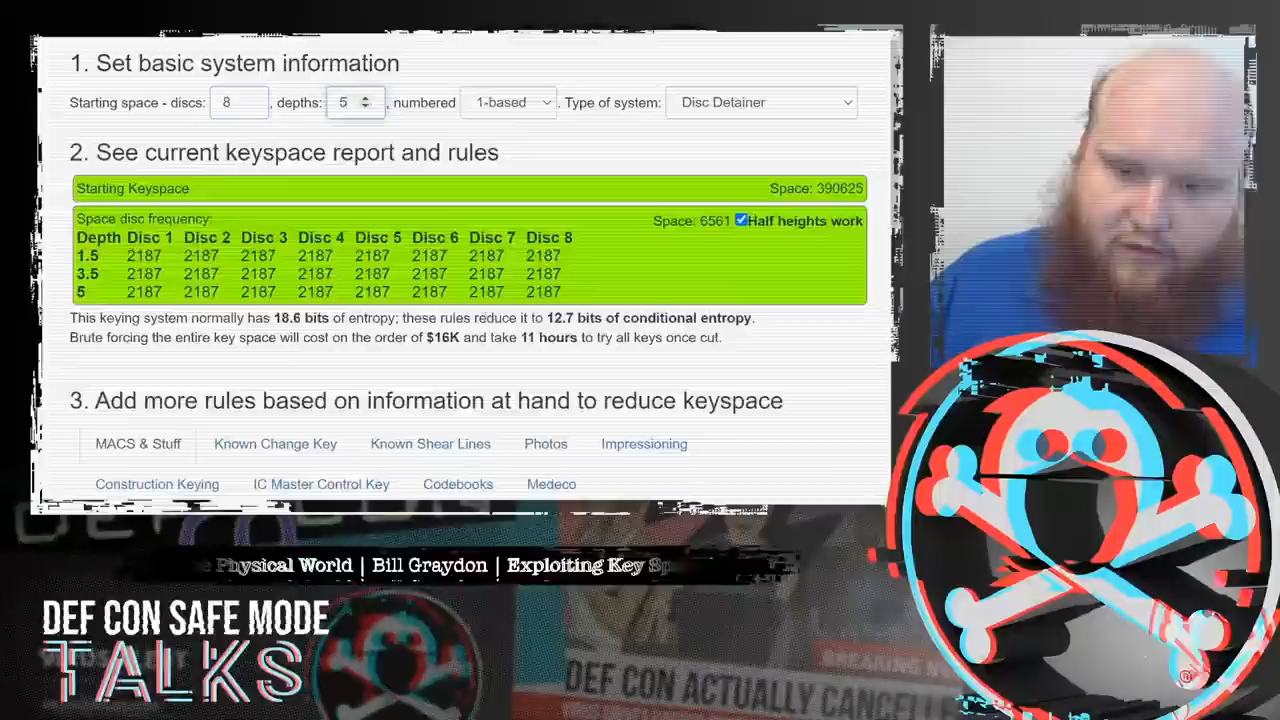 1. Set basic system information
Starting space - discs: 8 , depths: 5 , numbered 1-based . Type of system: Disc Detainer
2. See current keyspace report and rules
Starting Keyspace Space: 390625
Space disc frequency: Space: 6561 Half heights work
Depth Disc 1 Disc 2 Disc 3 Disc 4 Disc 5 Disc 6 Disc 7 Disc 8
1.5 2187 2187 2187 2187 2187 2187 2187 2187
3.5 2187 2187 2187 2187 2187 2187 2187 2187
5 2187 2187 2187 2187 2187 2187 2187 2187
This keying system normally has 18.6 bits of entropy; these rules reduce it to 12.7 bits of conditional entropy.
Brute forcing the entire key space will cost on the order of $16K and take 11 hours to try all keys once cut.
3. Add more rules based on information at hand to reduce keyspace
MACS & Stuff Known Change Key Known Shear Lines Photos Impressioning
Construction Keying IC Master Control Key Codebooks Medeco
Physical World | Bill Graydon | Exploiting Key
DEF CON SAFE MODE
TALKS
BREAKING
DEF CON ACTUALLY
®